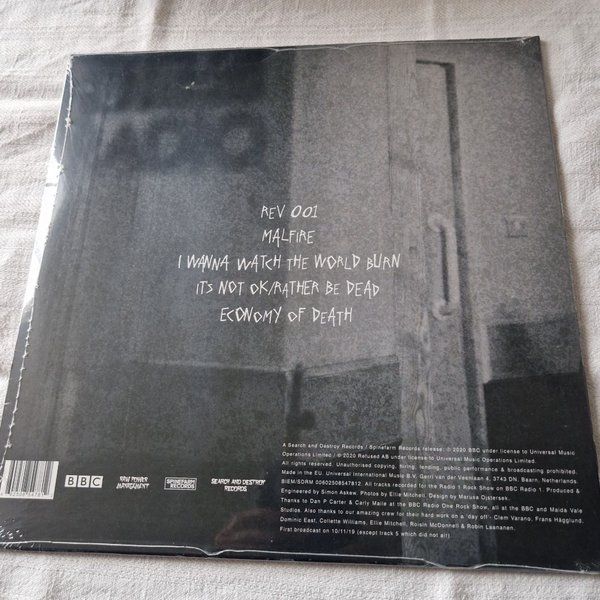 REV 001
MALFIRE
I WANNA WATCH THE WORLD BURN
ITS NOT OK/RATHER BE DEAD
ECONOMY OF DEATH
A Search and Destroy Records / Spinefarm Records release; © 2020 BBC under license to Universal Music
Operations Limited / ℗ 2020 Refused AB under license to Universal Music Operations Limited.
All rights reserved. Unauthorised copying, hiring, lending, public performance & broadcasting prohibited.
Made in the EU. Universal International Music B.V. Gerrit van der Veenlaan 4, 3743 DN, Baarn, Netherlands.
BIEM/SDRM 00602508547812. All tracks recorded for the Radio 1 Rock Show on BBC Radio 1. Produced &
Engineered by Simon Askew. Photos by Ellie Mitchell. Design by Marusa Ojstersek.
Thanks to Dan P Carter & Carly Maile at the BBC Radio One Rock Show, all at the BBC and Maida Vale
Studios. Also thanks to our amazing crew for their hard work on a 'day off'- Clem Varano, Frans Hägglund,
Dominic East, Collette Williams, Ellie Mitchell, Roisin McDonnell & Robin Laananen.
First broadcast on 10/11/19 (except track 5 which did not air)
BBC
RAW POWER
MANAGEMENT
SPINEFARM
RECORDS
SEARCH AND DESTROY
RECORDS